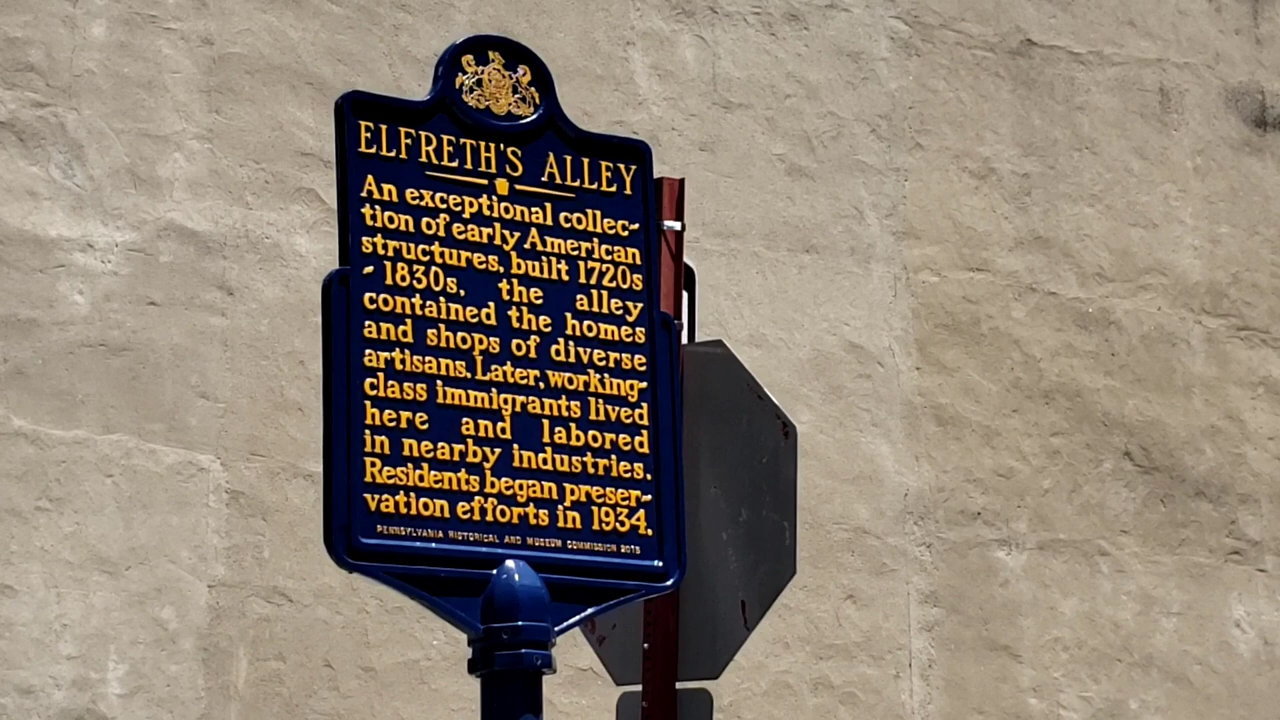 ELFRETH'S ALLEY
An exceptional collec-
tion of early American
structures, built 1720s
- 1830s, the alley
contained the homes
and shops of diverse
artisans. Later, working-
class immigrants lived
here and labored
in nearby industries.
Residents began preser-
vation efforts in 1934.
PENNSYLVANIA HISTORICAL AND MUSEUM COMMISSION 2015